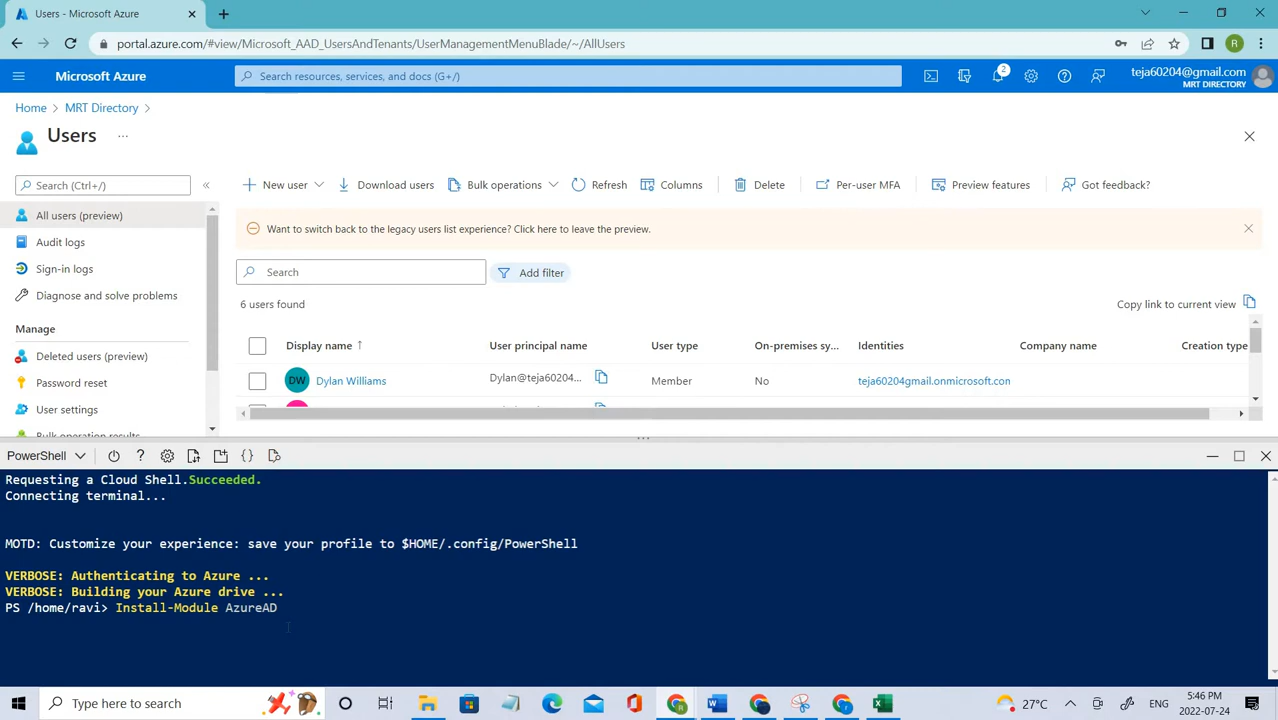 Users - Microsoft Azure
portal.azure.com/#view/Microsoft_AAD_UsersAndTenants/UserManagementMenuBlade/~/AllUsers
R
Microsoft Azure
Search resources, services, and docs (G+/)
2
teja60204@gmail.com
MRT DIRECTORY
Home > MRT Directory >
Users ...
Search (Ctrl+/)
«
New user
Download users
Bulk operations
Refresh
Columns
Delete
Per-user MFA
Preview features
Got feedback?
All users (preview)
Audit logs
Sign-in logs
Diagnose and solve problems
Manage
Deleted users (preview)
Password reset
User settings
Bulk operation results
Want to switch back to the legacy users list experience? Click here to leave the preview.
Search
Add filter
6 users found
Copy link to current view
Display name ↑ User principal name User type On-premises sy... Identities Company name Creation type
DW Dylan Williams Dylan@teja60204... Member No teja60204gmail.onmicrosoft.con
PowerShell
Requesting a Cloud Shell.Succeeded.
Connecting terminal...
MOTD: Customize your experience: save your profile to $HOME/.config/PowerShell
VERBOSE: Authenticating to Azure ...
VERBOSE: Building your Azure drive ...
PS /home/ravi> Install-Module AzureAD
Type here to search
27°C
5:46 PM
2022-07-24